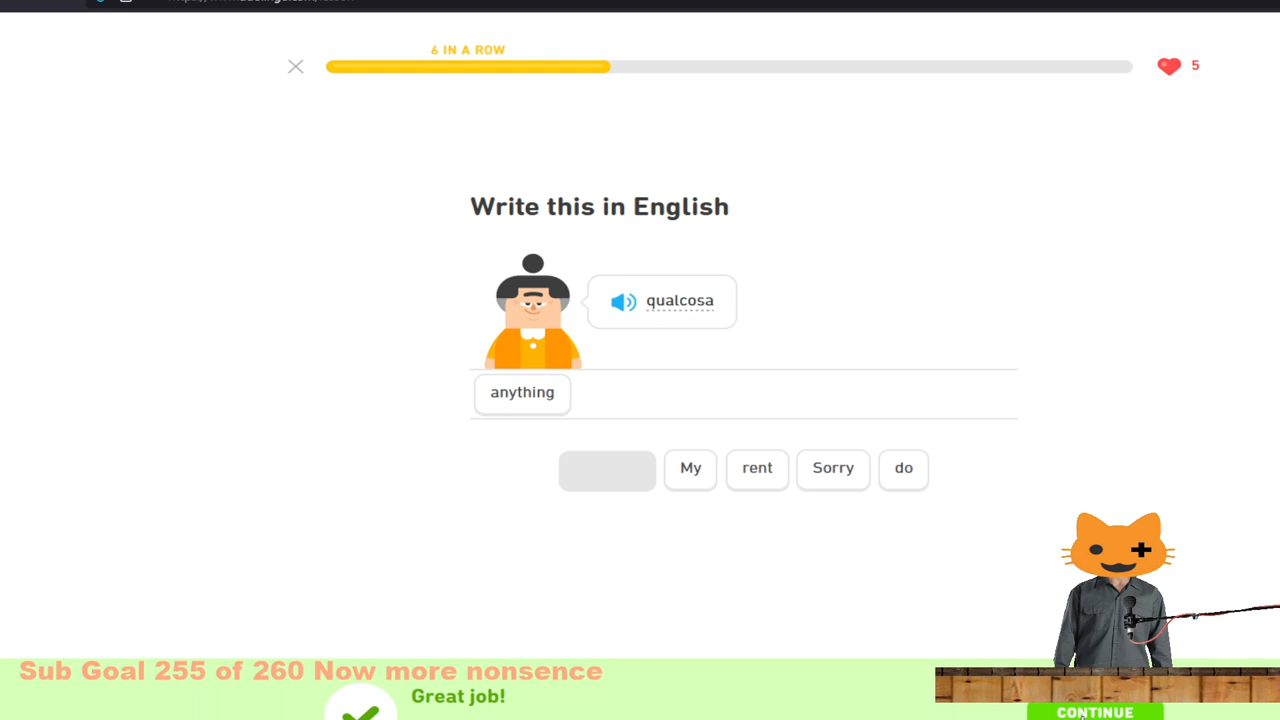 6 IN A ROW
5
Write this in English
qualcosa
anything
My rent Sorry do
Sub Goal 255 of 260 Now more nonsence
Great job!
CONTINUE